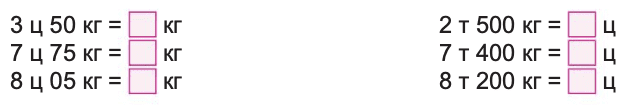 3 ц 50 кг = □ кг
7 ц 75 кг = □ кг
8 ц 05 кг = □ кг
2 т 500 кг = □ ц
7 т 400 кг = □ ц
8 т 200 кг = □ ц